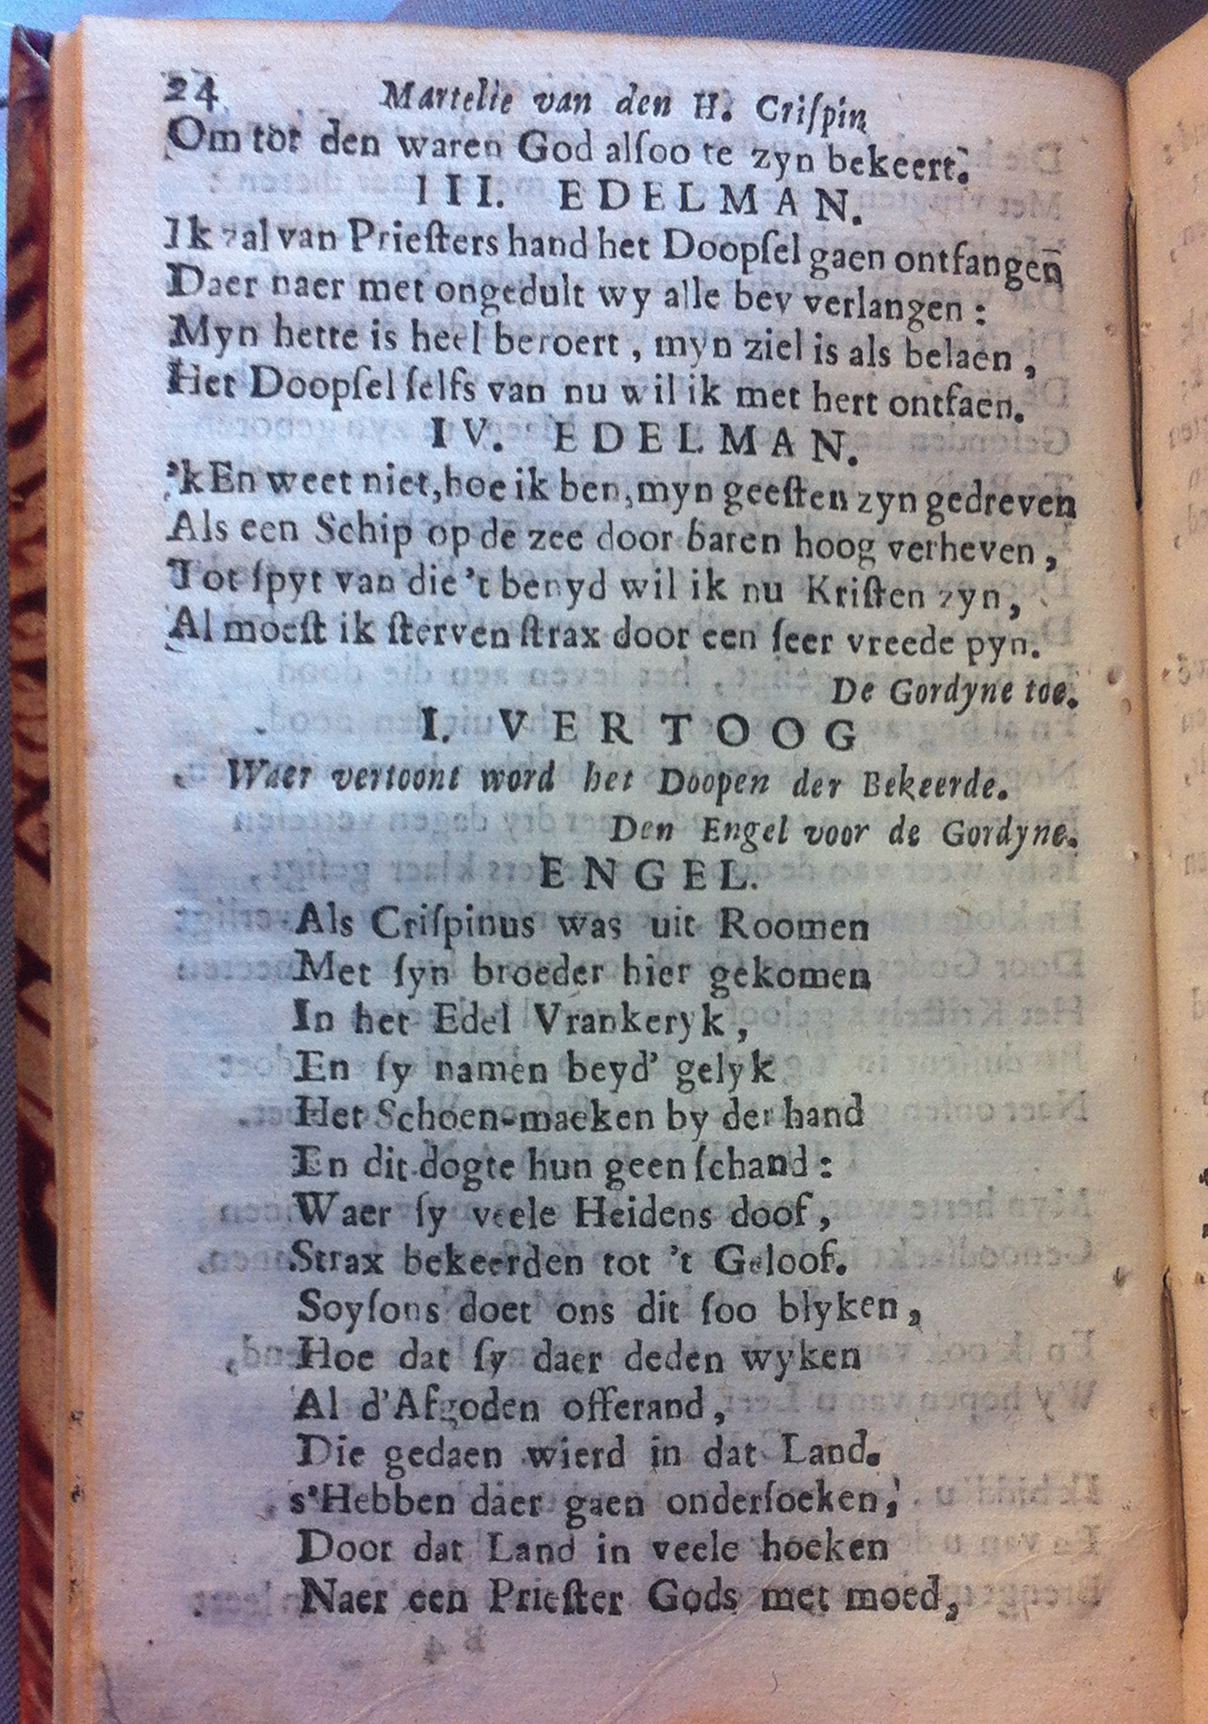 24 Martelie van den H. Criſpin
Om tot den waren God alſoo te zyn bekeert.
III. EDELMAN.
Ik zal van Prieſters hand het Doopſel gaen ontfangen
Daer naer met ongedult wy alle bey verlangen :
Myn hette is heel beroert , myn ziel is als belaen ,
Het Doopſel ſelfs van nu wil ik met hert ontfaen.
IV. EDELMAN.
'k En weet niet, hoe ik ben, myn geeſten zyn gedreven
Als een Schip op de zee door baren hoog verheven ,
Tot ſpyt van die 't benyd wil ik nu Kriſten zyn ,
Al moeſt ik ſterven ſtrax door een ſeer vreede pyn.
De Gordyne toe.
I. VERTOOG
Waer vertoont word het Doopen der Bekeerde.
Den Engel voor de Gordyne.
ENGEL.
Als Criſpinus was uit Roomen
Met ſyn broeder hier gekomen
In het Edel Vrankeryk ,
En ſy namen beyd' gelyk
Het Schoen-maeken by der hand
En dit dogte hun geen ſchand :
Waer ſy veele Heidens doof ,
Strax bekeerden tot 't Geloof.
Soyſons doet ons dit ſoo blyken ,
Hoe dat ſy daer deden wyken
Al d'Afgoden offerand ,
Die gedaen wierd in dat Land.
s'Hebben daer gaen onderſoeken ,
Door dat Land in veele hoeken
Naer een Prieſter Gods met moed ,